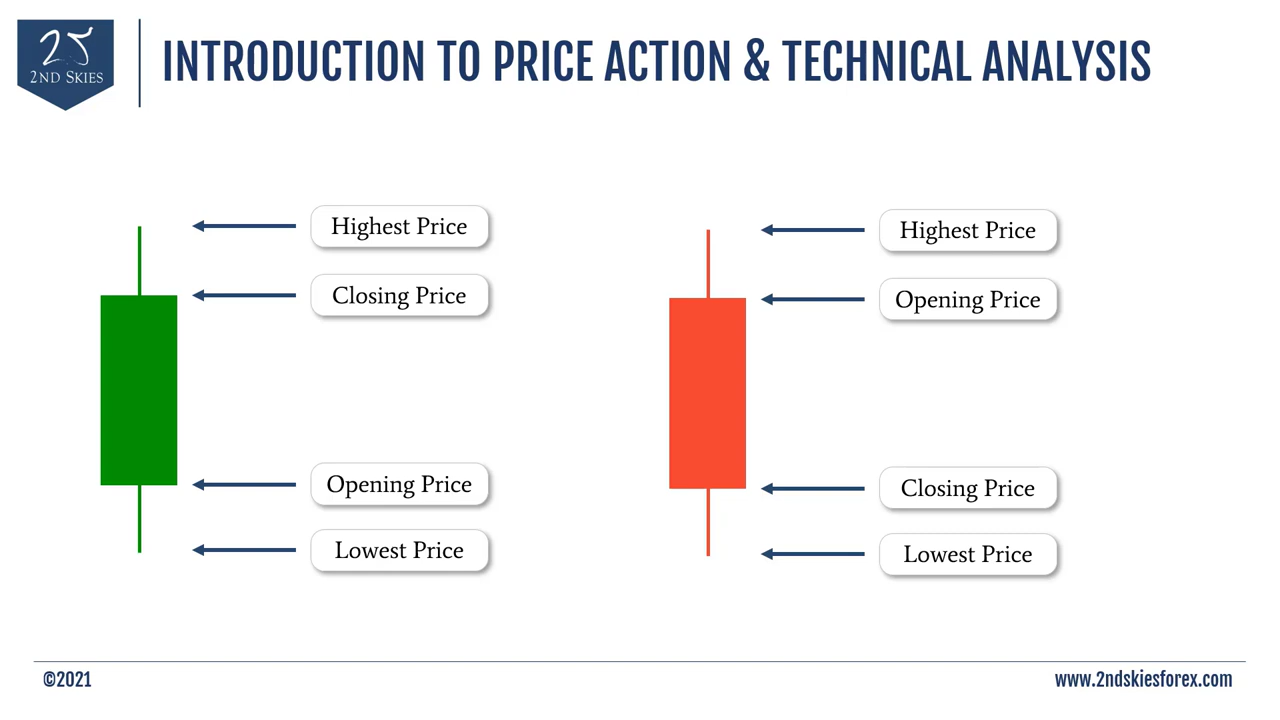 25
2ND SKIES
INTRODUCTION TO PRICE ACTION & TECHNICAL ANALYSIS
Highest Price
Closing Price
Opening Price
Lowest Price
Highest Price
Opening Price
Closing Price
Lowest Price
©2021
www.2ndskiesforex.com